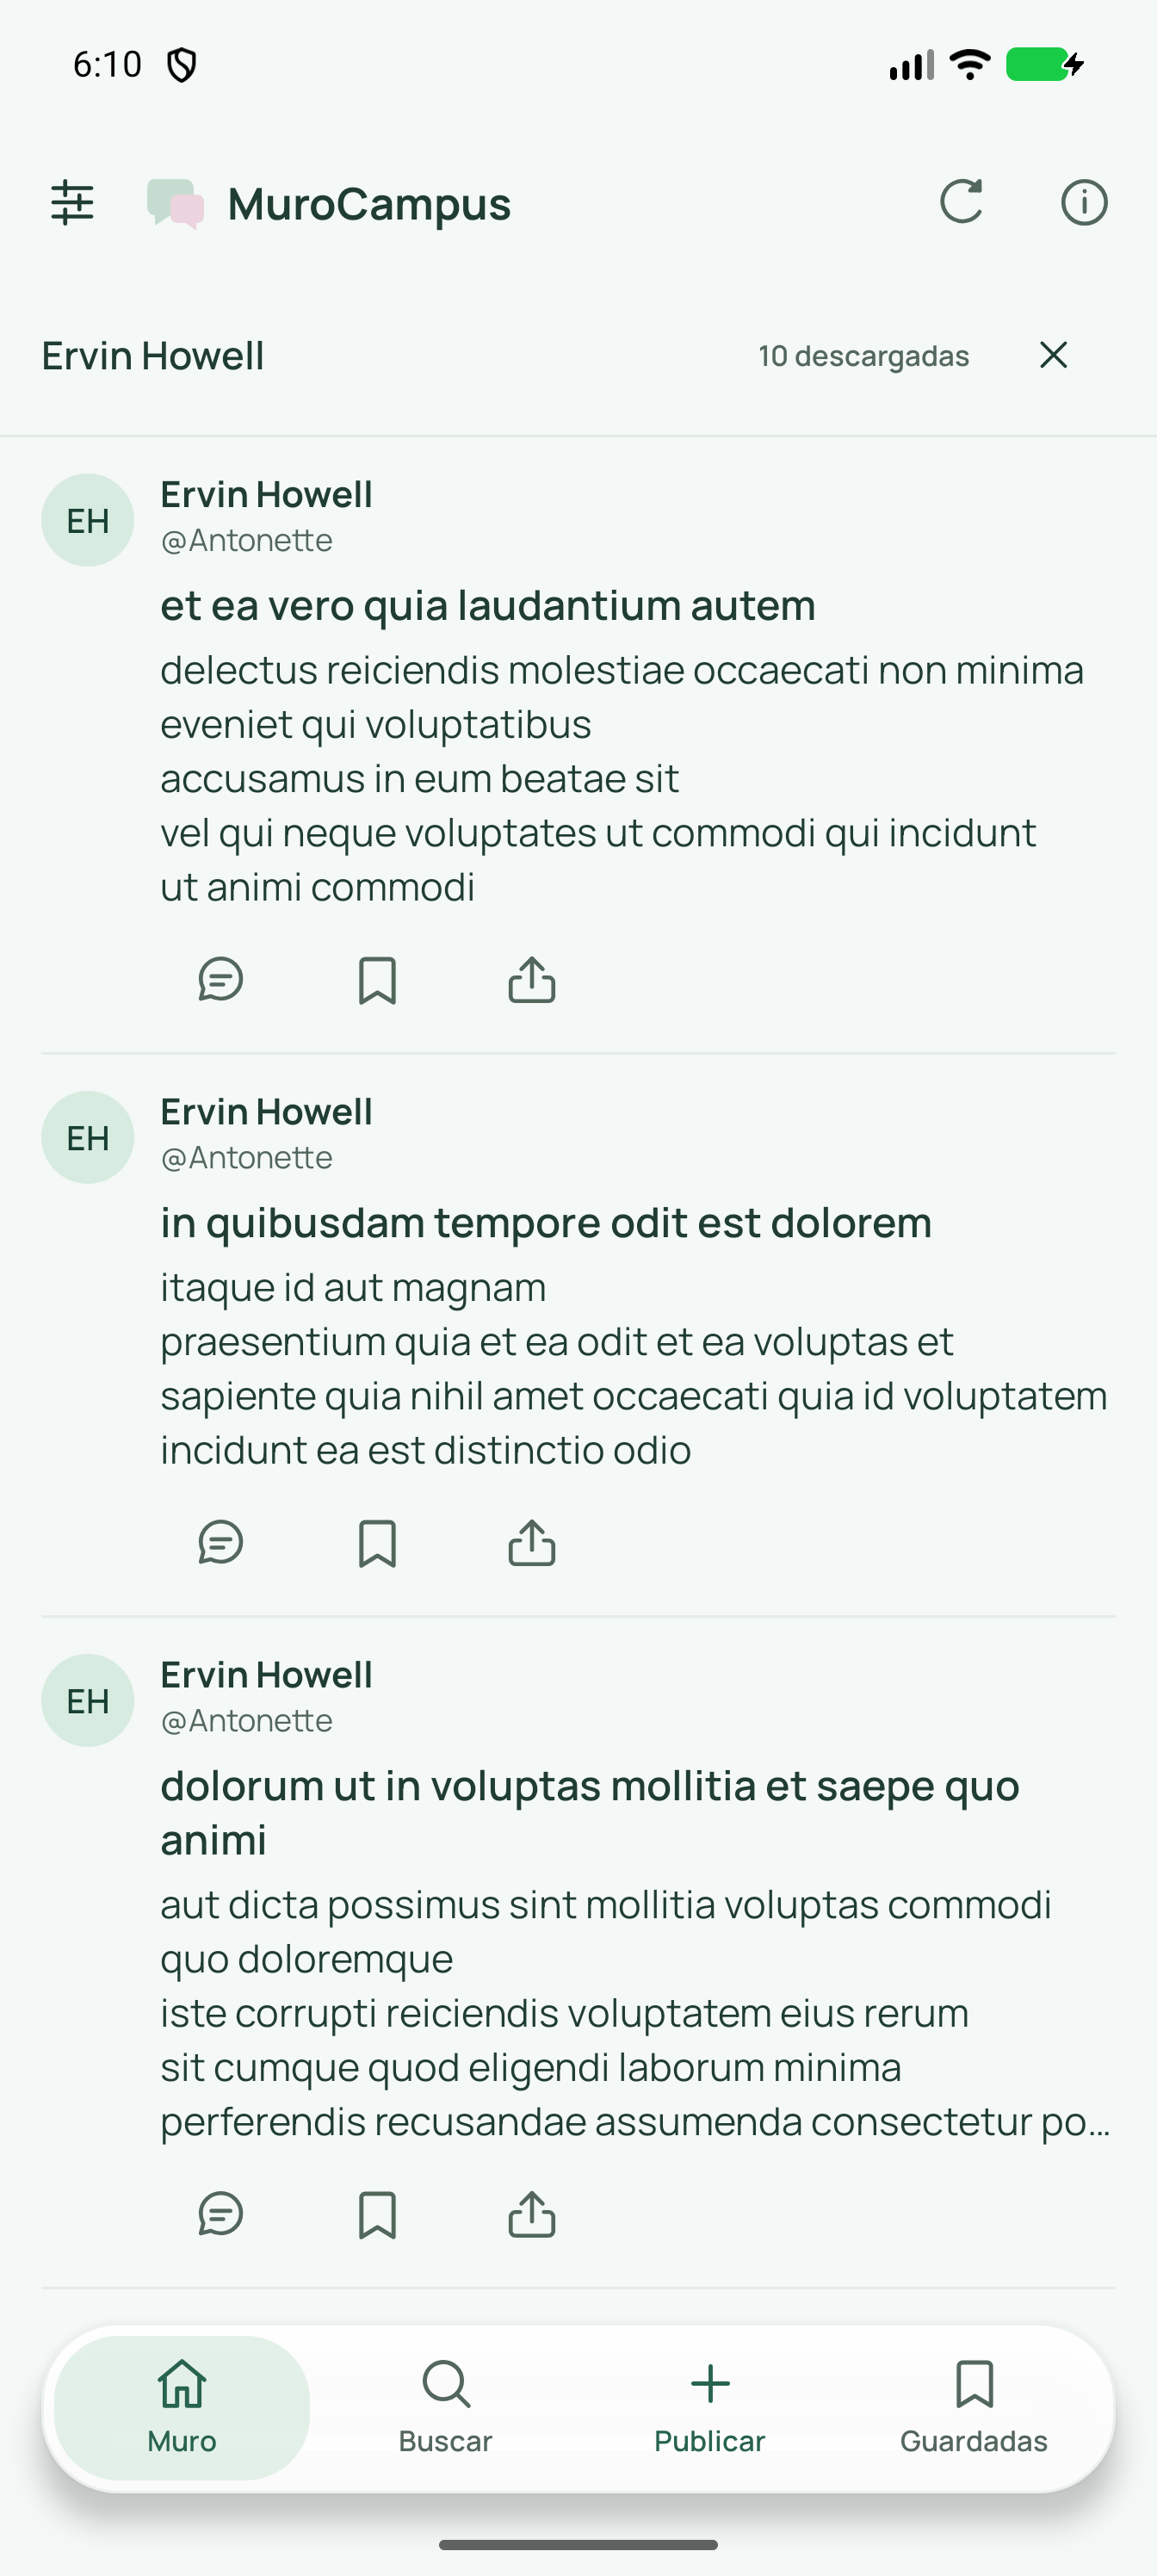 6:10
MuroCampus
Ervin Howell
10 descargadas
EH
Ervin Howell
@Antonette
et ea vero quia laudantium autem
delectus reiciendis molestiae occaecati non minima
eveniet qui voluptatibus
accusamus in eum beatae sit
vel qui neque voluptates ut commodi qui incidunt
ut animi commodi
EH
Ervin Howell
@Antonette
in quibusdam tempore odit est dolorem
itaque id aut magnam
praesentium quia et ea odit et ea voluptas et
sapiente quia nihil amet occaecati quia id voluptatem
incidunt ea est distinctio odio
EH
Ervin Howell
@Antonette
dolorum ut in voluptas mollitia et saepe quo
animi
aut dicta possimus sint mollitia voluptas commodi
quo doloremque
iste corrupti reiciendis voluptatem eius rerum
sit cumque quod eligendi laborum minima
perferendis recusandae assumenda consectetur po…
Muro
Buscar
Publicar
Guardadas